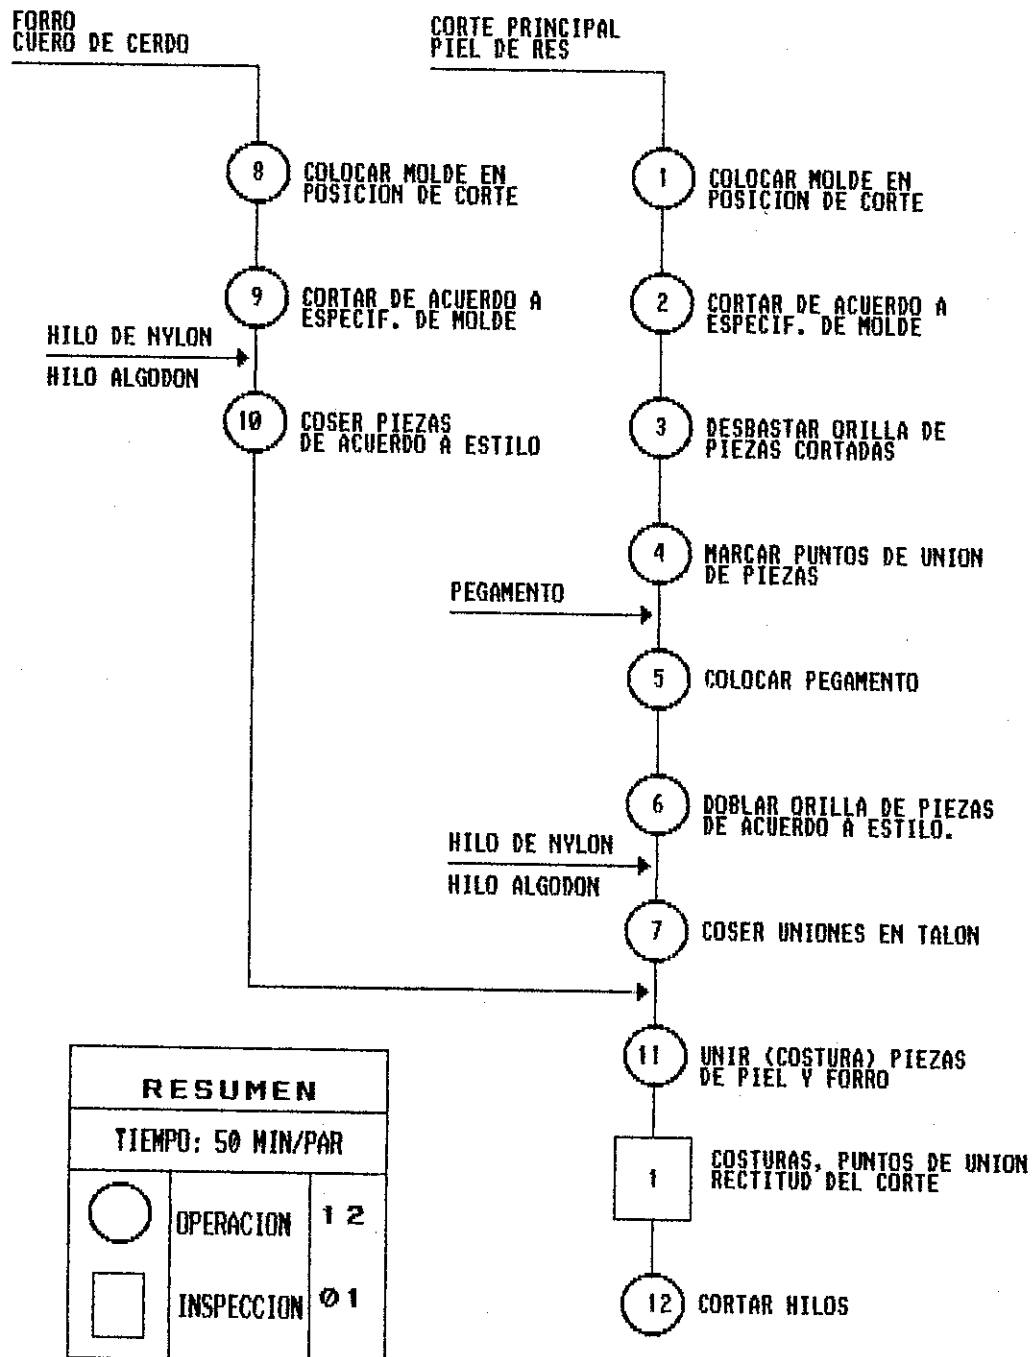 FORRO
CUERO DE CERDO
CORTE PRINCIPAL
PIEL DE RES
8
COLOCAR MOLDE EN
POSICION DE CORTE
1
COLOCAR MOLDE EN
POSICION DE CORTE
9
CORTAR DE ACUERDO A
ESPECIF. DE MOLDE
2
CORTAR DE ACUERDO A
ESPECIF. DE MOLDE
HILO DE NYLON
HILO ALGODON
10
COSER PIEZAS
DE ACUERDO A ESTILO
3
DESBASTAR ORILLA DE
PIEZAS CORTADAS
4
MARCAR PUNTOS DE UNION
DE PIEZAS
PEGAMENTO
5
COLOCAR PEGAMENTO
6
DOBLAR ORILLA DE PIEZAS
DE ACUERDO A ESTILO.
HILO DE NYLON
HILO ALGODON
7
COSER UNIONES EN TALON
11
UNIR (COSTURA) PIEZAS
DE PIEL Y FORRO
1
COSTURAS, PUNTOS DE UNION
RECTITUD DEL CORTE
12
CORTAR HILOS
RESUMEN
TIEMPO: 50 MIN/PAR
OPERACION 12
INSPECCION 01